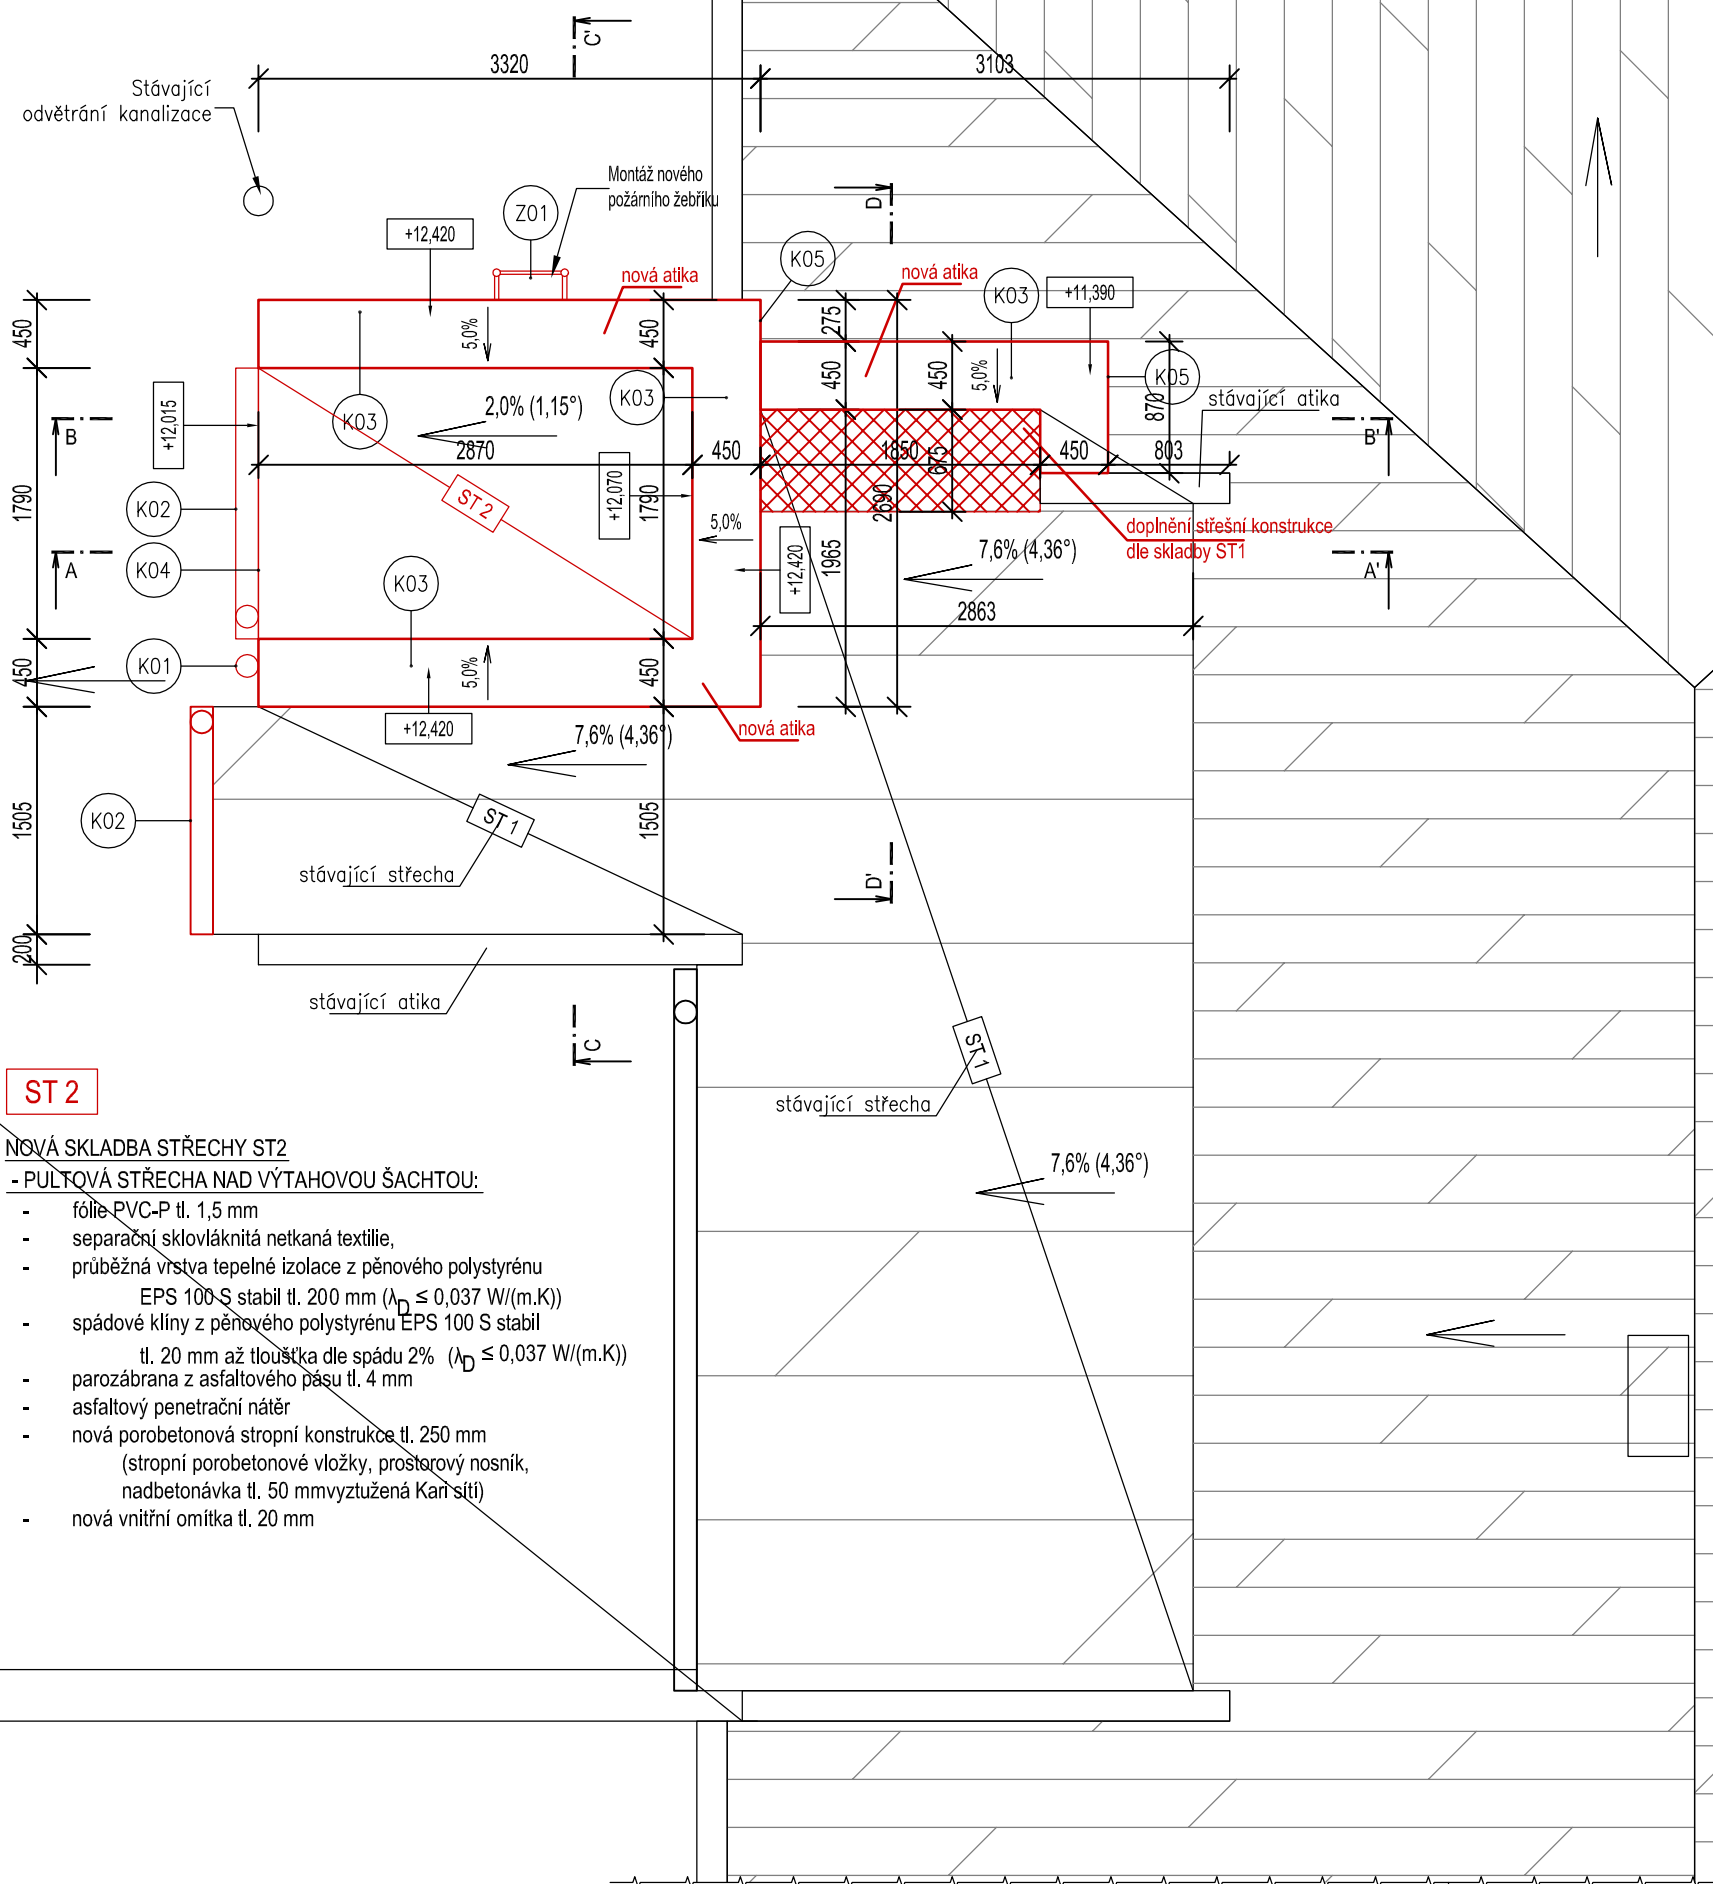 C'
3320
3103
Stávající
odvětrání kanalizace
Montáž nového
požárního žebříku
Z01
D
+12,420
K05
nová atika
nová atika
K03
+11,390
450
5,0%
450
275
450
450
5,0%
K05
870
stávající atika
+12,015
K03
2,0% (1,15°)
K03
B
B'
2870
450
1850
675
450
803
1790
K02
ST 2
+12,070
1790
2690
5,0%
doplnění střešní konstrukce
dle skladby ST1
7,6% (4,36°)
A
K04
K03
+12,420
1965
A'
2863
450
K01
5,0%
450
+12,420
nová atika
7,6% (4,36°)
1505
K02
ST 1
1505
stávající střecha
D'
200
stávající atika
C
ST 1
stávající střecha
7,6% (4,36°)
ST 2
NOVÁ SKLADBA STŘECHY ST2
- PULTOVÁ STŘECHA NAD VÝTAHOVOU ŠACHTOU:
- fólie PVC-P tl. 1,5 mm
- separační sklovláknitá netkaná textilie,
- průběžná vrstva tepelné izolace z pěnového polystyrénu
EPS 100 S stabil tl. 200 mm (λD ≤ 0,037 W/(m.K))
- spádové klíny z pěnového polystyrénu EPS 100 S stabil
tl. 20 mm až tloušťka dle spádu 2% (λD ≤ 0,037 W/(m.K))
- parozábrana z asfaltového pásu tl. 4 mm
- asfaltový penetrační nátěr
- nová porobetonová stropní konstrukce tl. 250 mm
(stropní porobetonové vložky, prostorový nosník,
nadbetonávka tl. 50 mmvyztužená Kari sítí)
- nová vnitřní omítka tl. 20 mm